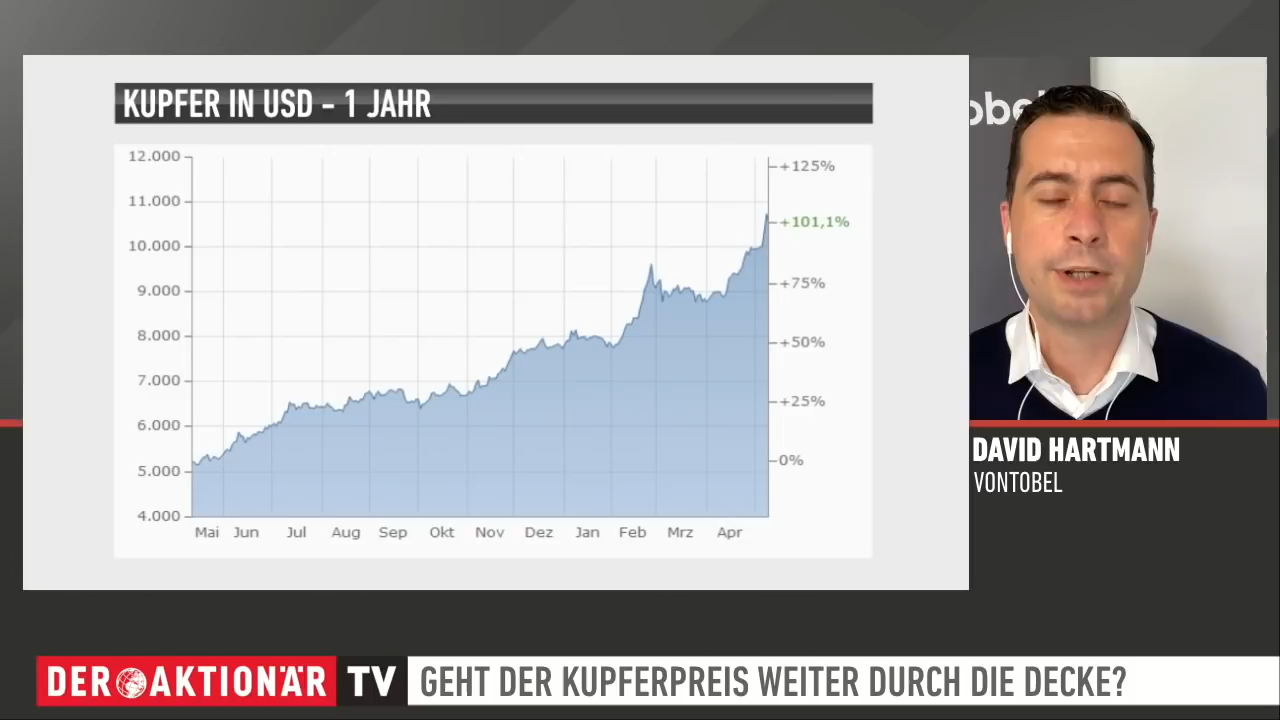 KUPFER IN USD - 1 JAHR
12.000
11.000
10.000
9.000
8.000
7.000
6.000
5.000
4.000
+125%
+101,1%
+75%
+50%
+25%
0%
Mai Jun Jul Aug Sep Okt Nov Dez Jan Feb Mrz Apr
obe
DAVID HARTMANN
VONTOBEL
DER AKTIONÄR TV
GEHT DER KUPFERPREIS WEITER DURCH DIE DECKE?